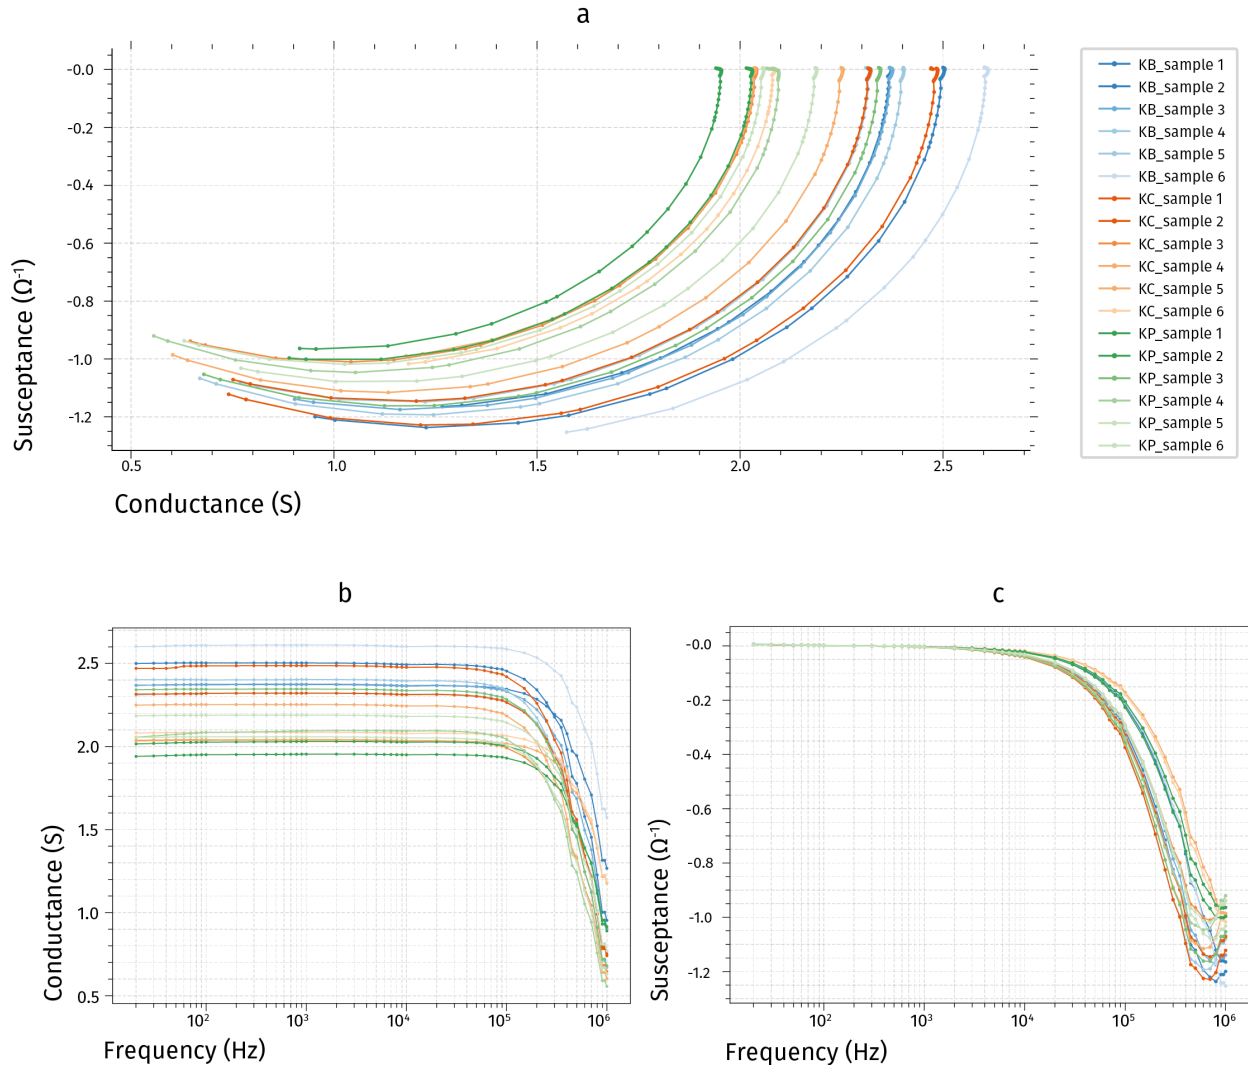 a
-0.0
-0.2
-0.4
-0.6
-0.8
-1.0
-1.2
Susceptance (Ω⁻¹)
0.5 1.0 1.5 2.0 2.5
Conductance (S)
KB_sample 1
KB_sample 2
KB_sample 3
KB_sample 4
KB_sample 5
KB_sample 6
KC_sample 1
KC_sample 2
KC_sample 3
KC_sample 4
KC_sample 5
KC_sample 6
KP_sample 1
KP_sample 2
KP_sample 3
KP_sample 4
KP_sample 5
KP_sample 6
b
2.5
2.0
1.5
1.0
0.5
Conductance (S)
10² 10³ 10⁴ 10⁵ 10⁶
Frequency (Hz)
c
-0.0
-0.2
-0.4
-0.6
-0.8
-1.0
-1.2
Susceptance (Ω⁻¹)
10² 10³ 10⁴ 10⁵ 10⁶
Frequency (Hz)